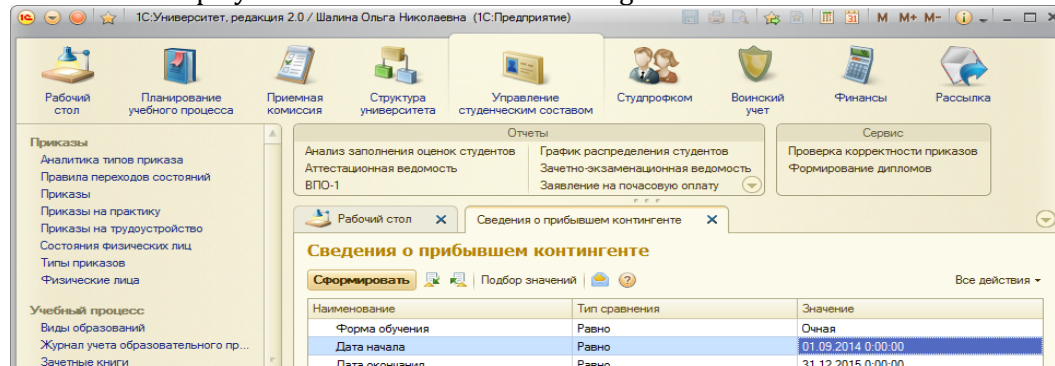 1С:Университет, редакция 2.0 / Шалина Ольга Николаевна (1С:Предприятие)
M M+ M-
Рабочий стол
Планирование учебного процесса
Приемная комиссия
Структура университета
Управление студенческим составом
Студпрофком
Воинский учет
Финансы
Рассылка
Приказы
Аналитика типов приказа
Правила переходов состояний
Приказы
Приказы на практику
Приказы на трудоустройство
Состояния физических лиц
Типы приказов
Физические лица
Учебный процесс
Виды образований
Журнал учета образовательного пр...
Зачетные книги
Отчеты
Анализ заполнения оценок студентов
График распределения студентов
Аттестационная ведомость
Зачетно-экзаменационная ведомость
ВПО-1
Заявление на почасовую оплату
Сервис
Проверка корректности приказов
Формирование дипломов
Рабочий стол
Сведения о прибывшем контингенте
Сведения о прибывшем контингенте
Сформировать
Подбор значений
Все действия
Наименование Тип сравнения Значение
Форма обучения Равно Очная
Дата начала Равно 01.09.2014 0:00:00
Дата окончания Равно 31.12.2015 0:00:00